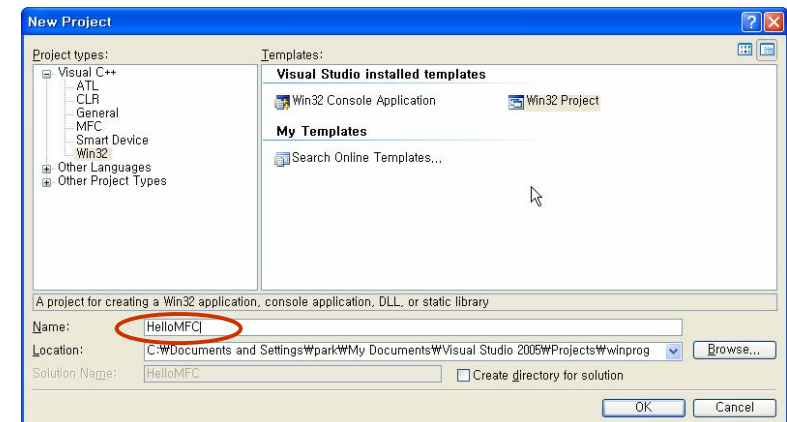 New Project
Project types:
Templates:
Visual C++
ATL
CLR
General
MFC
Smart Device
Win32
Other Languages
Other Project Types
Visual Studio installed templates
Win32 Console Application
Win32 Project
My Templates
Search Online Templates...
A project for creating a Win32 application, console application, DLL, or static library
Name: HelloMFC
Location: C:₩Documents and Settings₩park₩My Documents₩Visual Studio 2005₩Projects₩winprog Browse...
Solution Name: HelloMFC Create directory for solution
OK Cancel